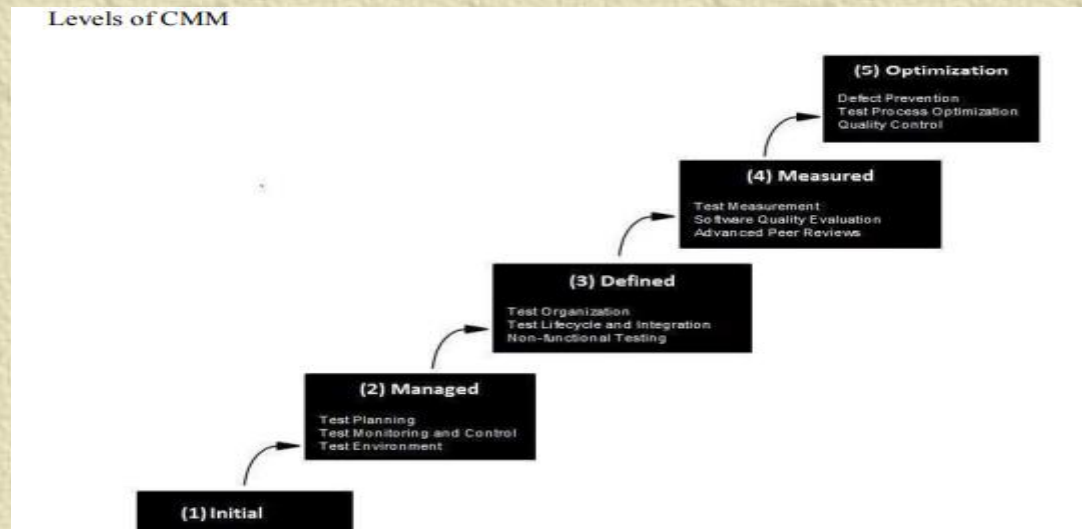 Levels of CMM
(5) Optimization
Defect Prevention
Test Process Optimization
Quality Control
(4) Measured
Test Measurement
Software Quality Evaluation
Advanced Peer Reviews
(3) Defined
Test Organization
Test Lifecycle and Integration
Non-functional Testing
(2) Managed
Test Planning
Test Monitoring and Control
Test Environment
(1) Initial